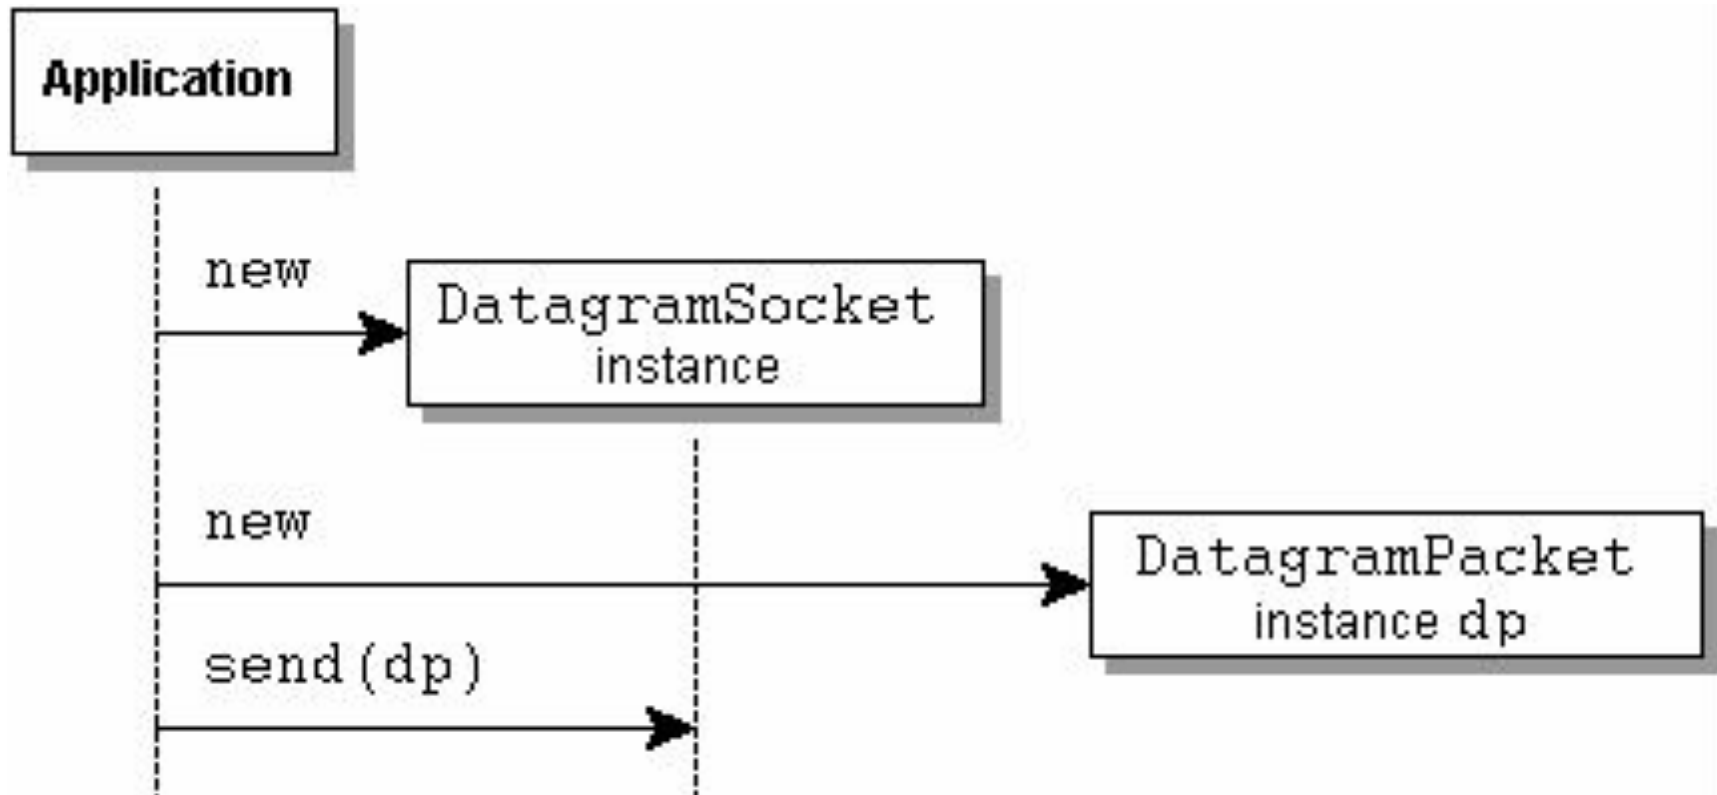 Application
new
DatagramSocket
instance
new
DatagramPacket
instance dp
send(dp)